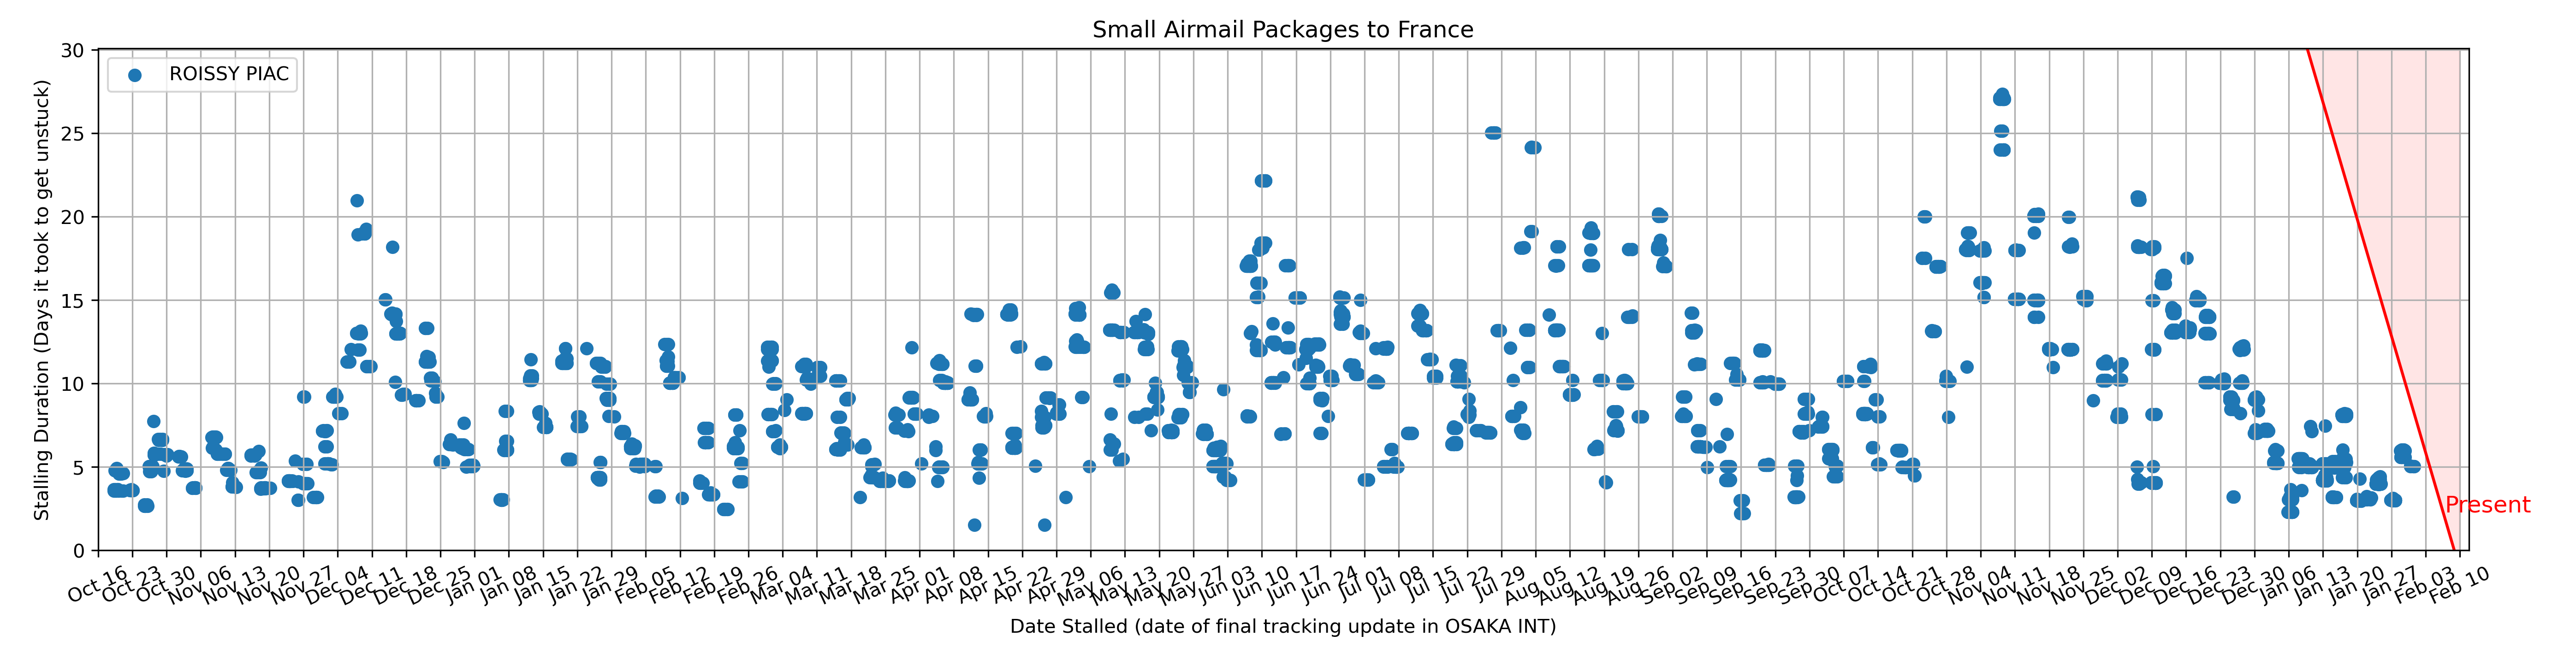 Small Airmail Packages to France
ROISSY PIAC
Stalling Duration (Days it took to get unstuck)
30
25
20
15
10
5
0
Present
Oct 16 Oct 23 Oct 30 Nov 06 Nov 13 Nov 20 Nov 27 Dec 04 Dec 11 Dec 18 Dec 25 Jan 01 Jan 08 Jan 15 Jan 22 Jan 29 Feb 05 Feb 12 Feb 19 Feb 26 Mar 04 Mar 11 Mar 18 Mar 25 Apr 01 Apr 08 Apr 15 Apr 22 Apr 29 May 06 May 13 May 20 May 27 Jun 03 Jun 10 Jun 17 Jun 24 Jul 01 Jul 08 Jul 15 Jul 22 Jul 29 Aug 05 Aug 12 Aug 19 Aug 26 Sep 02 Sep 09 Sep 16 Sep 23 Sep 30 Oct 07 Oct 14 Oct 21 Oct 28 Nov 04 Nov 11 Nov 18 Nov 25 Dec 02 Dec 09 Dec 16 Dec 23 Dec 30 Jan 06 Jan 13 Jan 20 Jan 27 Feb 03 Feb 10
Date Stalled (date of final tracking update in OSAKA INT)